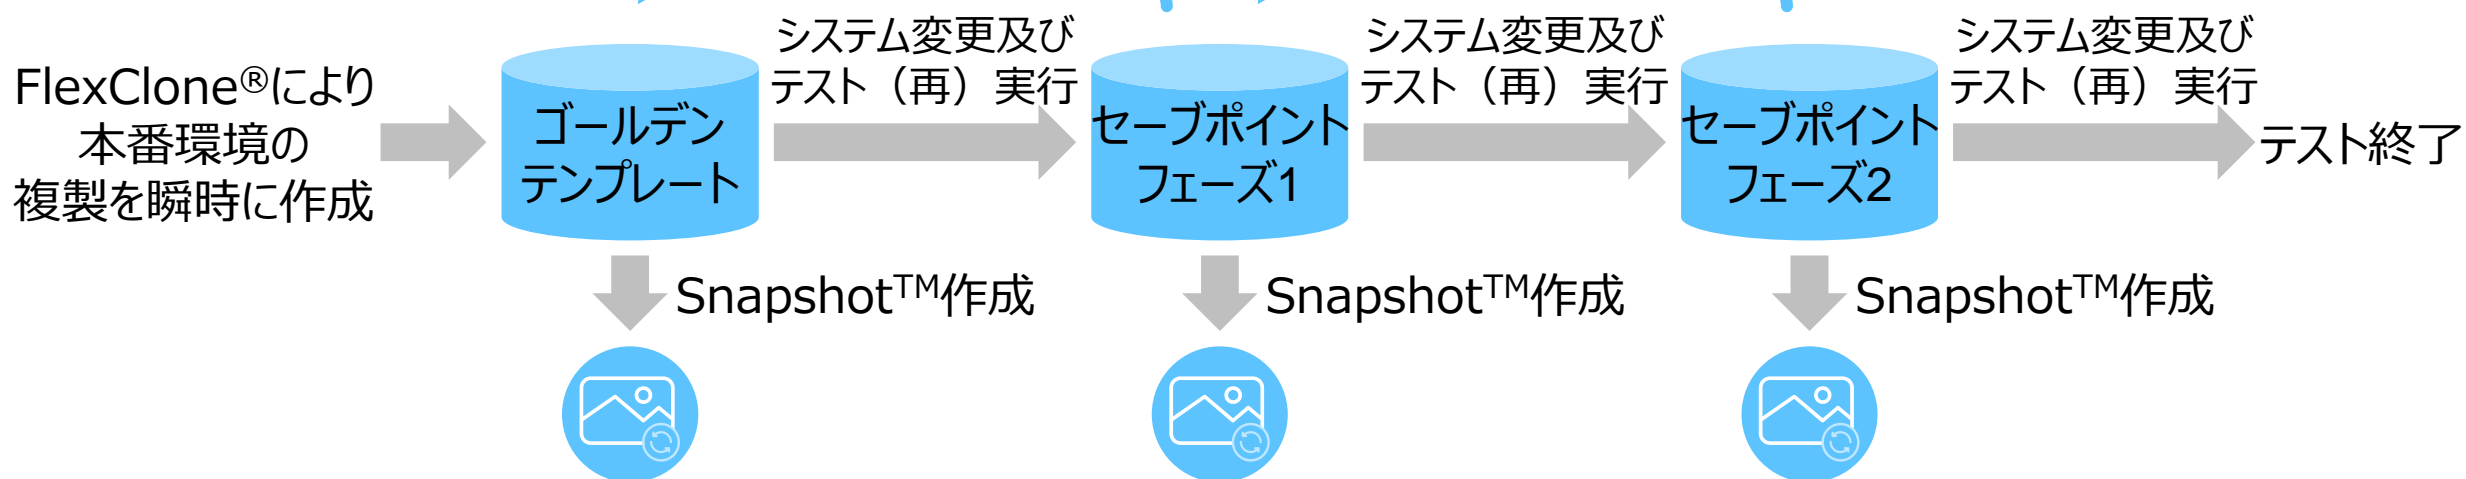 FlexClone®により
本番環境の
複製を瞬時に作成
ゴールデン
テンプレート
システム変更及び
テスト（再）実行
セーブポイント
フェーズ1
システム変更及び
テスト（再）実行
セーブポイント
フェーズ2
システム変更及び
テスト（再）実行
テスト終了
Snapshot™作成
Snapshot™作成
Snapshot™作成